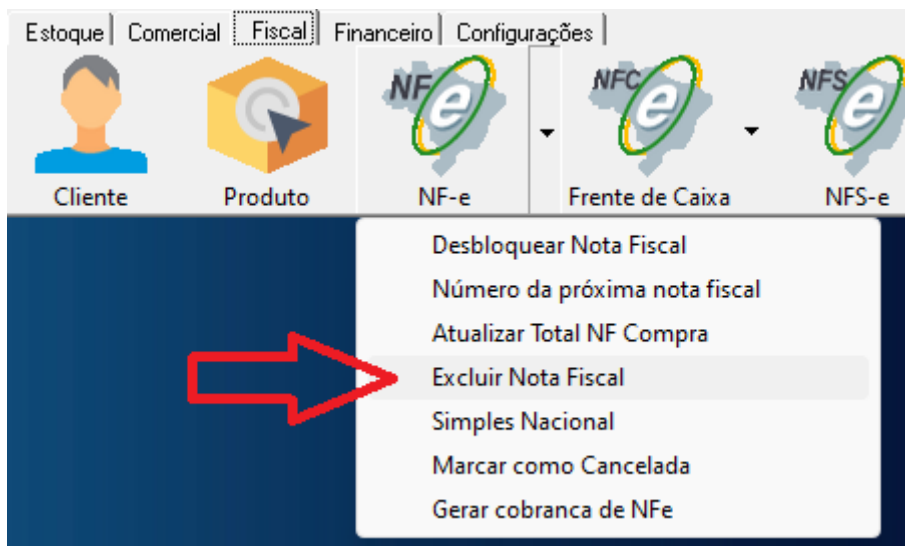 Estoque Comercial Fiscal Financeiro Configurações
NF e NFC e NFS e
Cliente Produto NF-e Frente de Caixa NFS-e
Desbloquear Nota Fiscal
Número da próxima nota fiscal
Atualizar Total NF Compra
Excluir Nota Fiscal
Simples Nacional
Marcar como Cancelada
Gerar cobranca de NFe